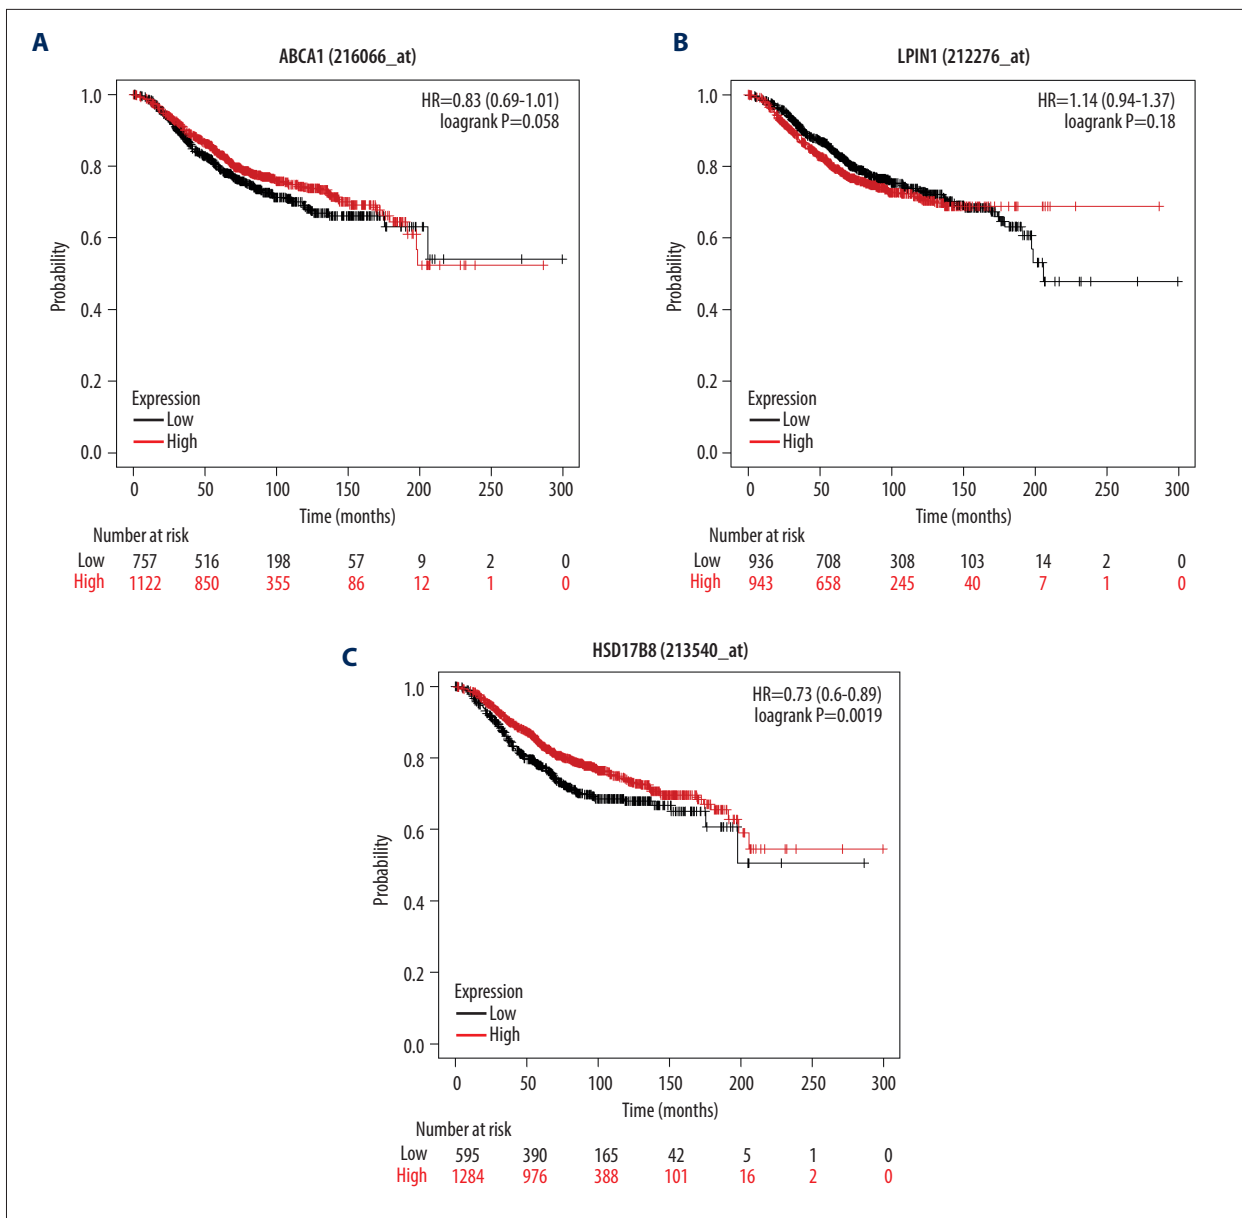 A
ABCA1 (216066_at)
HR=0.83 (0.69-1.01)
loagrank P=0.058
1.0
0.8
0.6
0.4
0.2
0.0
Probability
Expression
Low
High
0 50 100 150 200 250 300
Time (months)
Number at risk
Low 757 516 198 57 9 2 0
High 1122 850 355 86 12 1 0
B
LPIN1 (212276_at)
HR=1.14 (0.94-1.37)
loagrank P=0.18
1.0
0.8
0.6
0.4
0.2
0.0
Probability
Expression
Low
High
0 50 100 150 200 250 300
Time (months)
Number at risk
Low 936 708 308 103 14 2 0
High 943 658 245 40 7 1 0
C
HSD17B8 (213540_at)
HR=0.73 (0.6-0.89)
loagrank P=0.0019
1.0
0.8
0.6
0.4
0.2
0.0
Probability
Expression
Low
High
0 50 100 150 200 250 300
Time (months)
Number at risk
Low 595 390 165 42 5 1 0
High 1284 976 388 101 16 2 0